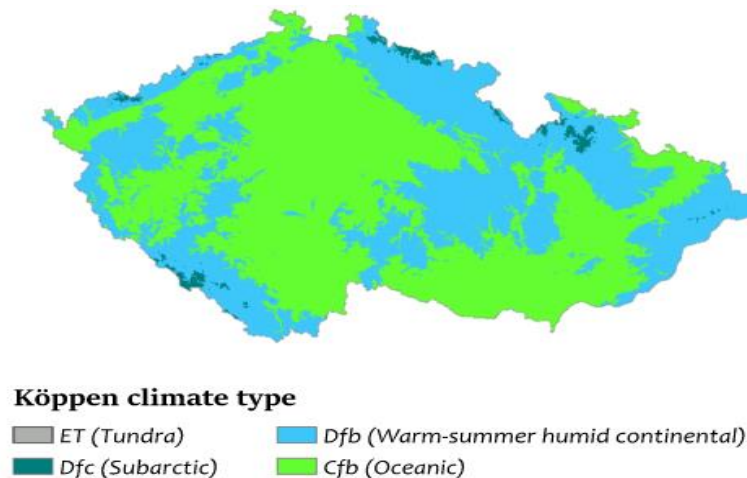 Köppen climate type
ET (Tundra)
Dfb (Warm-summer humid continental)
Dfc (Subarctic)
Cfb (Oceanic)